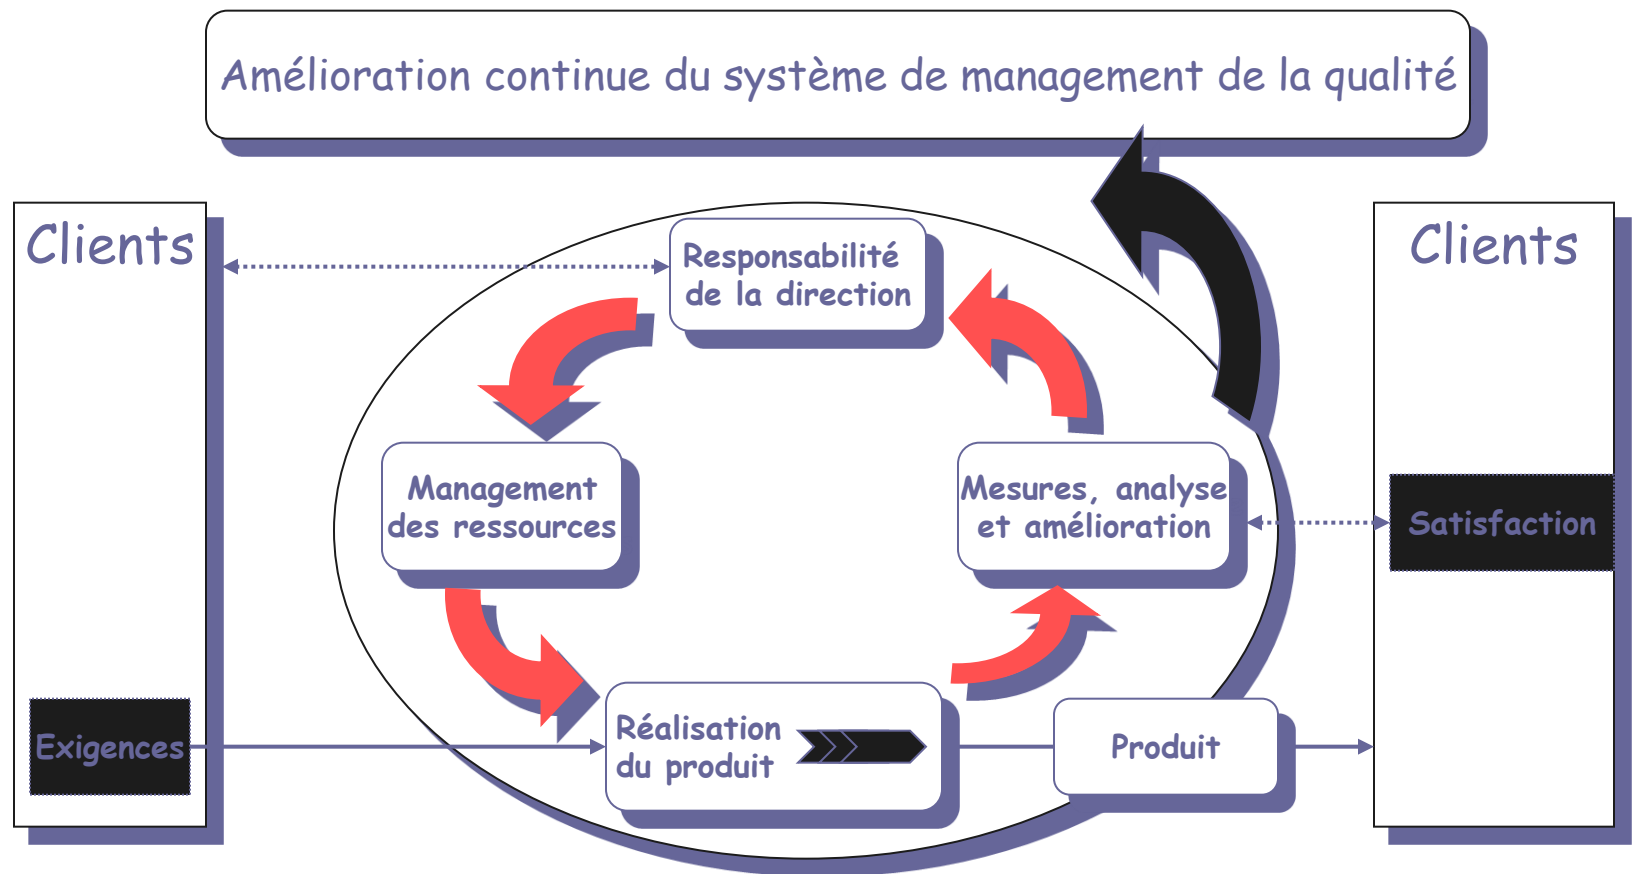 Amélioration continue du système de management de la qualité
Clients
Clients
Responsabilité
de la direction
Management
des ressources
Mesures, analyse
et amélioration
Satisfaction
Exigences
Réalisation
du produit
Produit